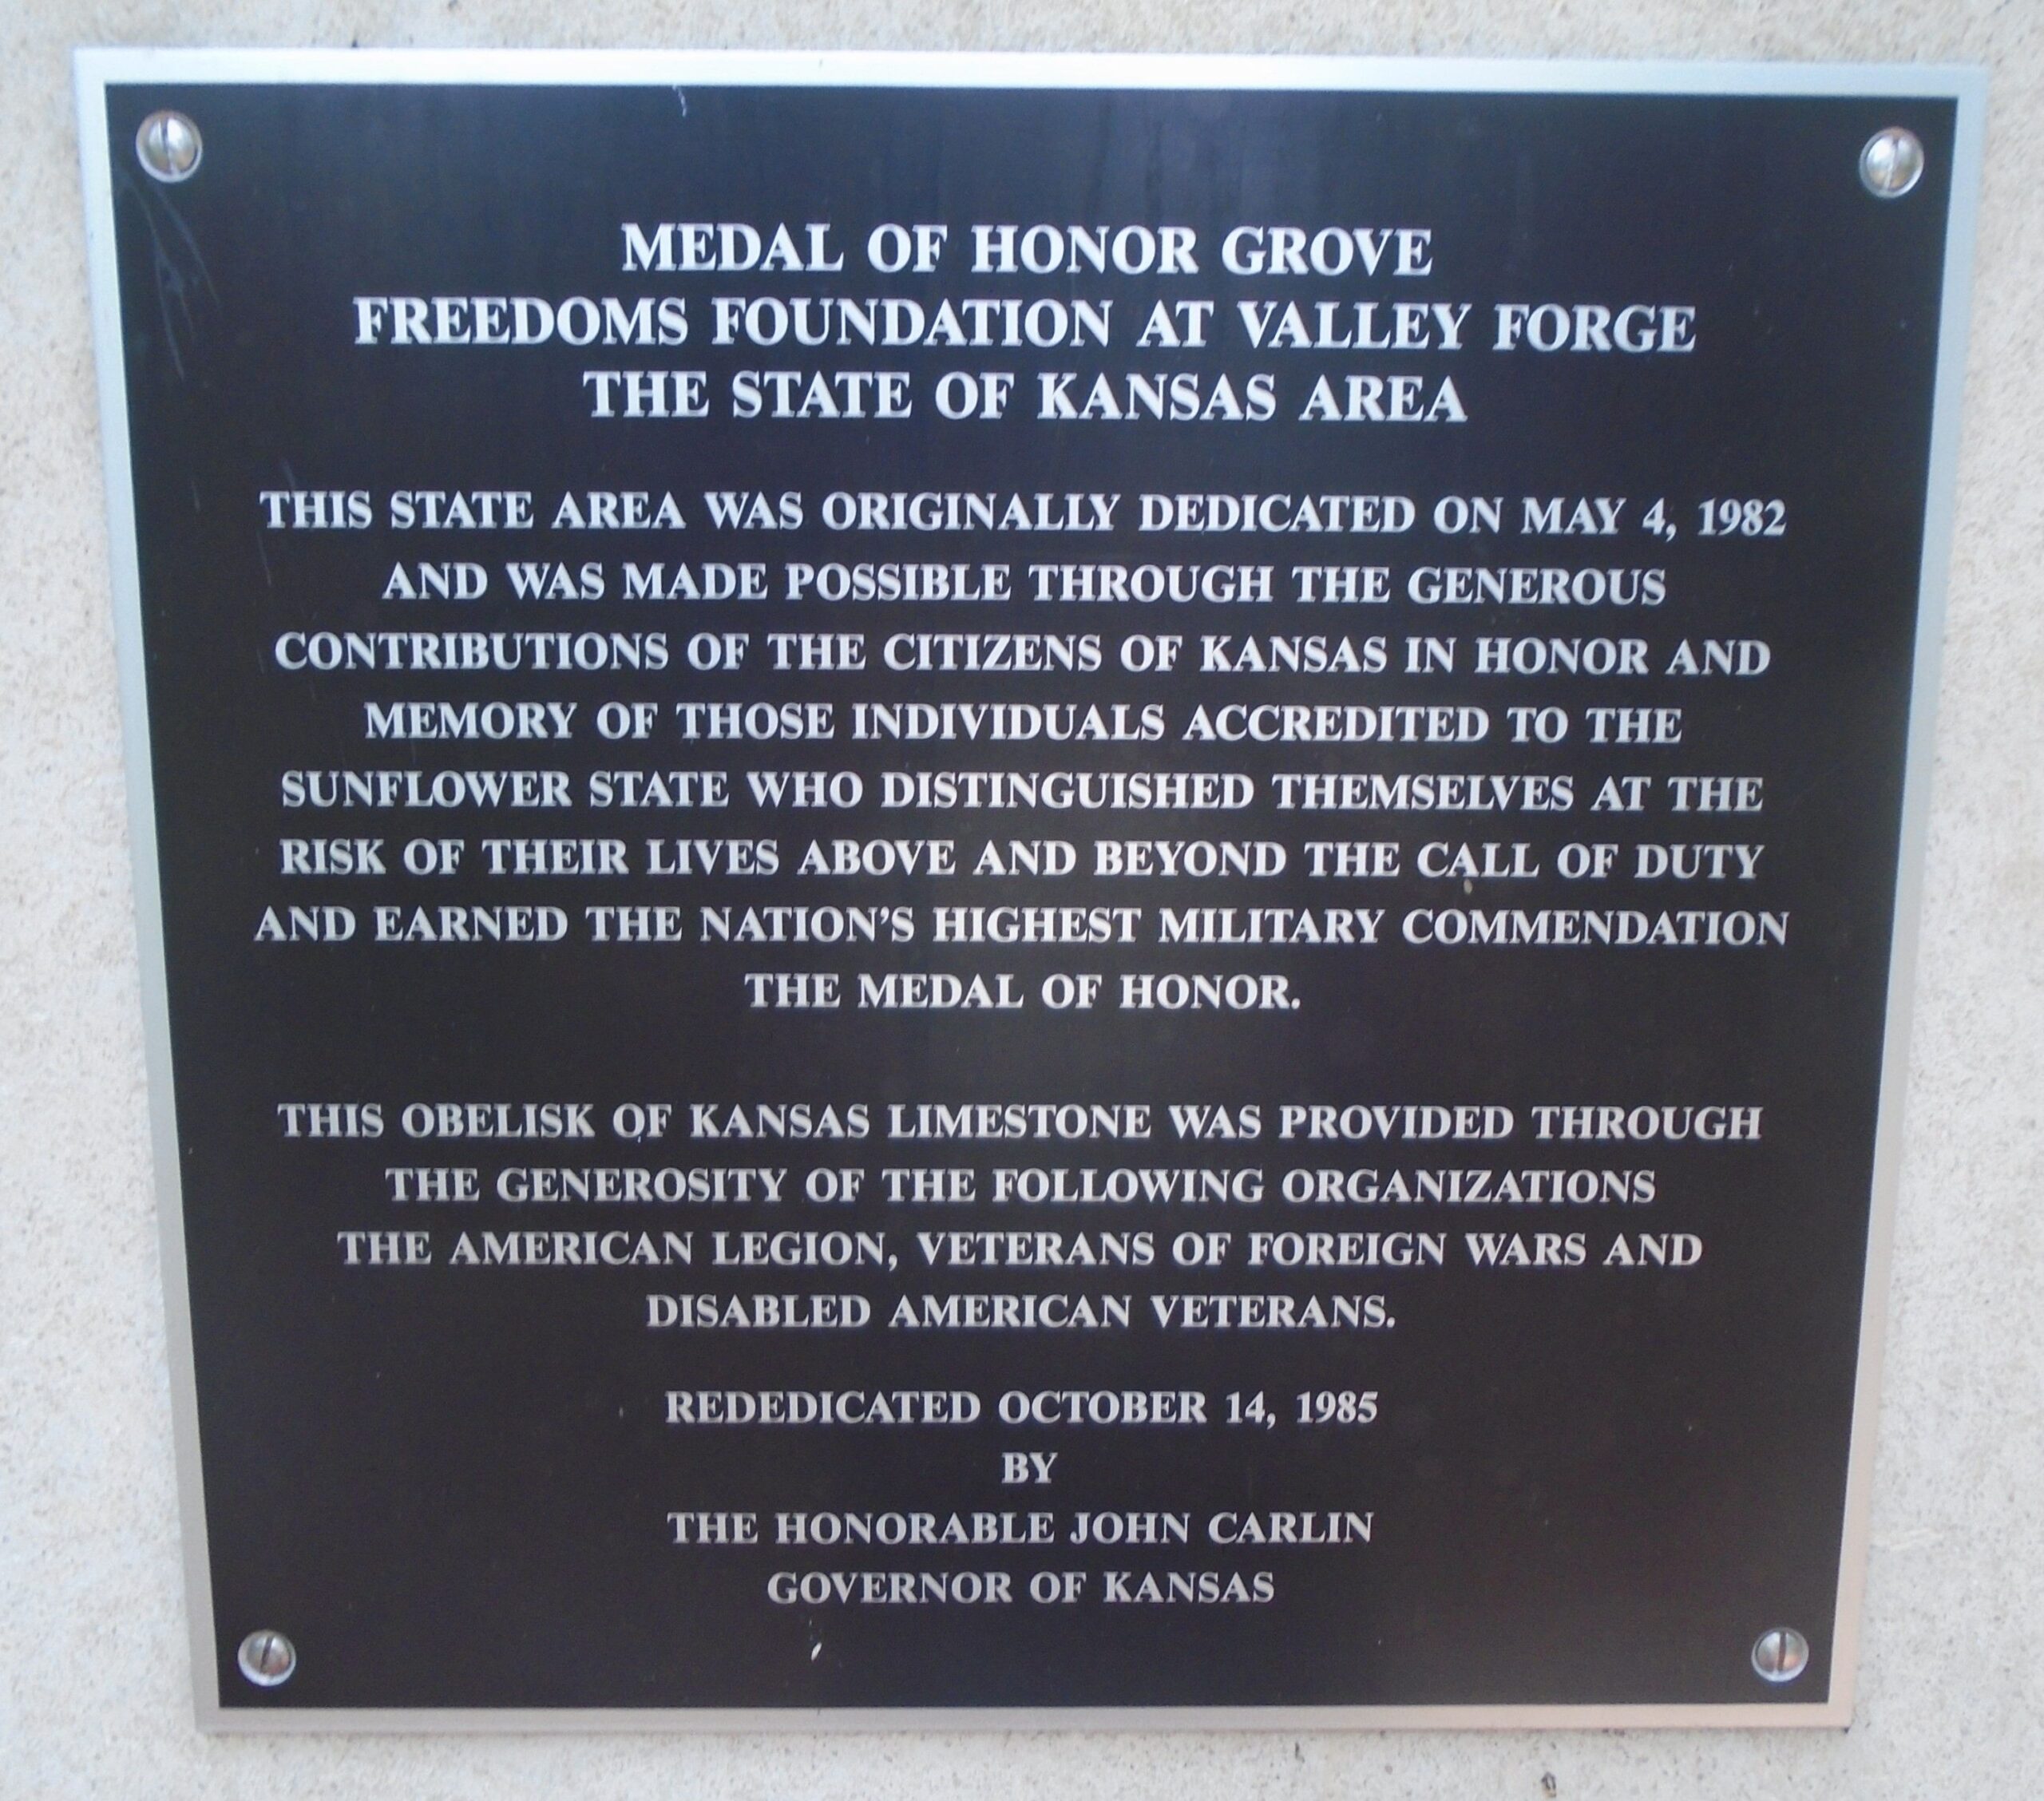 MEDAL OF HONOR GROVE
FREEDOMS FOUNDATION AT VALLEY FORGE
THE STATE OF KANSAS AREA
THIS STATE AREA WAS ORIGINALLY DEDICATED ON MAY 4, 1982
AND WAS MADE POSSIBLE THROUGH THE GENEROUS
CONTRIBUTIONS OF THE CITIZENS OF KANSAS IN HONOR AND
MEMORY OF THOSE INDIVIDUALS ACCREDITED TO THE
SUNFLOWER STATE WHO DISTINGUISHED THEMSELVES AT THE
RISK OF THEIR LIVES ABOVE AND BEYOND THE CALL OF DUTY
AND EARNED THE NATION'S HIGHEST MILITARY COMMENDATION
THE MEDAL OF HONOR.
THIS OBELISK OF KANSAS LIMESTONE WAS PROVIDED THROUGH
THE GENEROSITY OF THE FOLLOWING ORGANIZATIONS
THE AMERICAN LEGION, VETERANS OF FOREIGN WARS AND
DISABLED AMERICAN VETERANS.
REDEDICATED OCTOBER 14, 1985
BY
THE HONORABLE JOHN CARLIN
GOVERNOR OF KANSAS